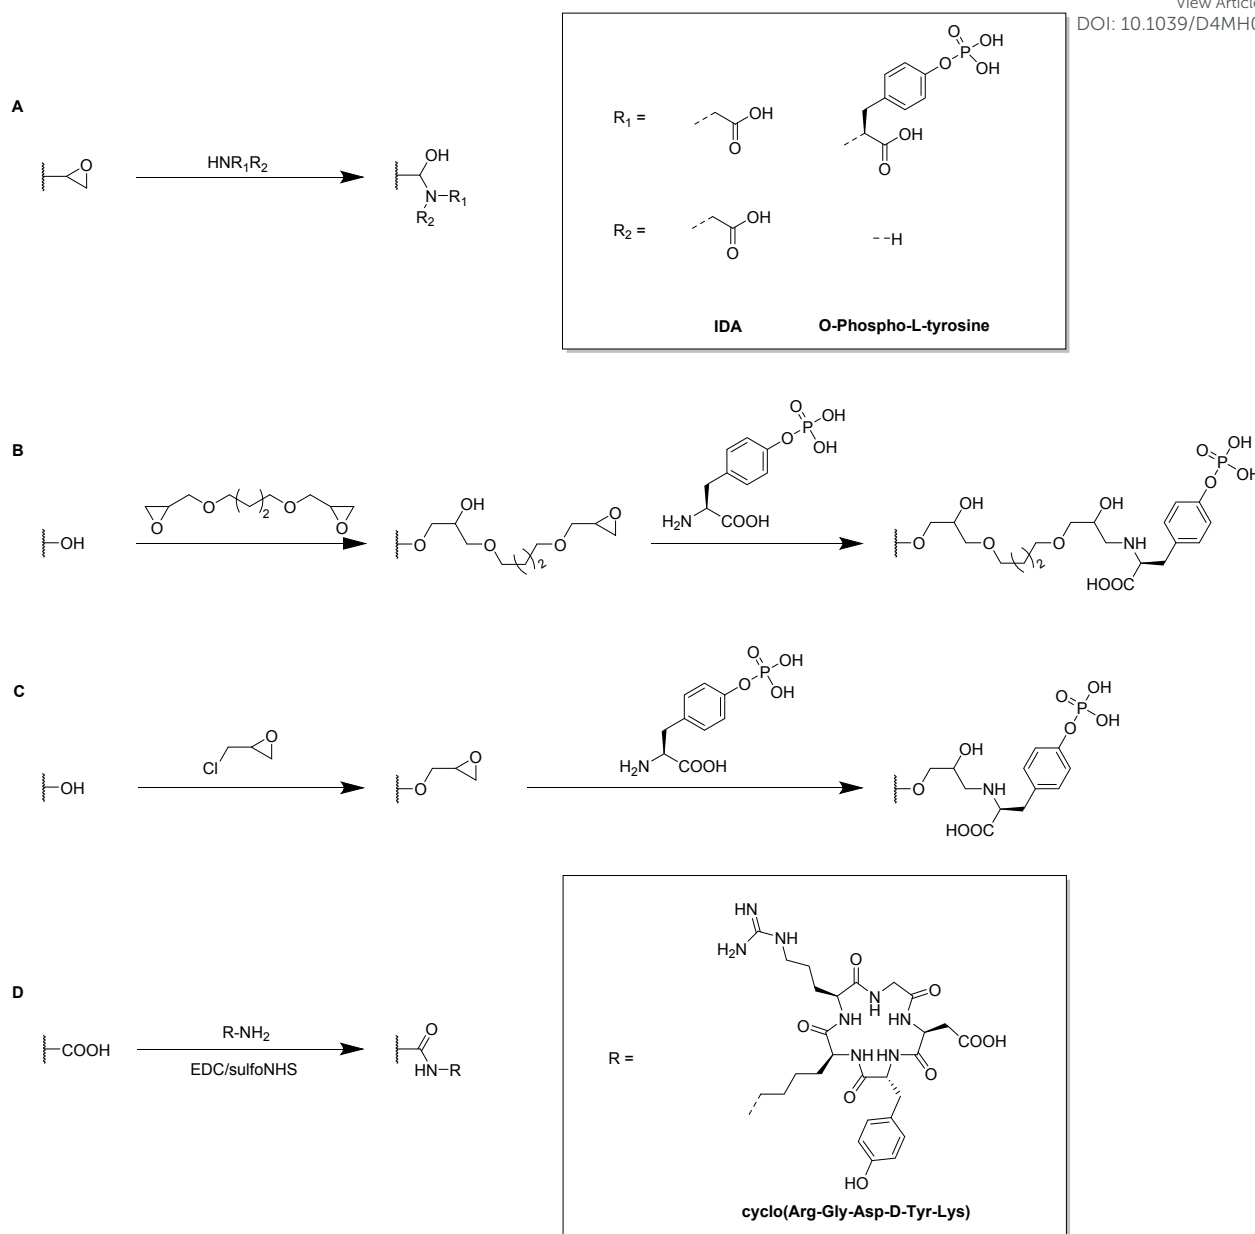 View Article
DOI: 10.1039/D4MH0
A
O
HNR1R2
OH
N
R1
R2
R1 =
OH
O
O
P
OH
OH
O
OH
O
R2 =
OH
O
H
IDA
O-Phospho-L-tyrosine
B
OH
O
O
2
O
O
O
OH
O
2
O
O
O
P
OH
OH
O
H2N
COOH
O
OH
O
2
O
OH
NH
HOOC
O
O
P
OH
OH
C
OH
Cl
O
O
O
O
P
OH
OH
O
H2N
COOH
O
OH
NH
HOOC
O
O
P
OH
OH
D
COOH
R-NH2
EDC/sulfoNHS
O
HN
R
R =
HN
H2N
NH
O
N
H
O
NH
HN
O
COOH
NH
HN
O
O
O
HO
cyclo(Arg-Gly-Asp-D-Tyr-Lys)